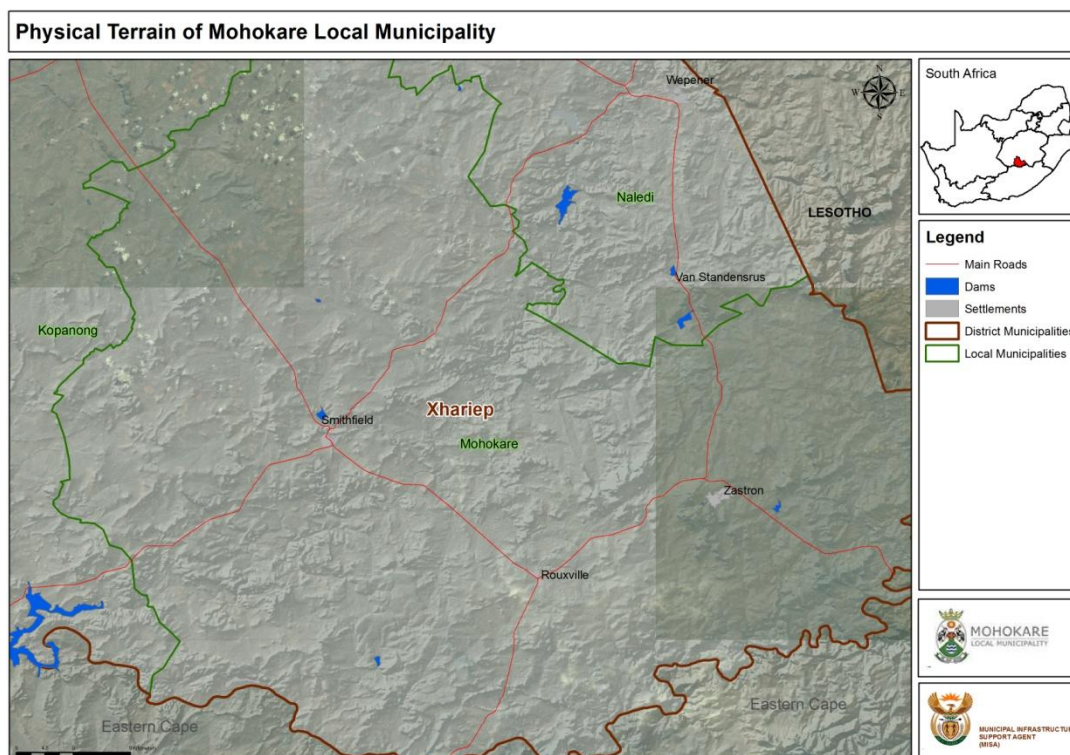 Physical Terrain of Mohokare Local Municipality
Wepener
N
W
E
S
Naledi
LESOTHO
Van Standensrus
Kopanong
Smithfield
Xhariep
Mohokare
Zastron
Rouxville
Eastern Cape
Eastern Cape
South Africa
Legend
Main Roads
Dams
Settlements
District Municipalities
Local Municipalities
MOHOKARE
LOCAL MUNICIPALITY
MUNICIPAL INFRASTRUCTURE
SUPPORT AGENT
(MISA)